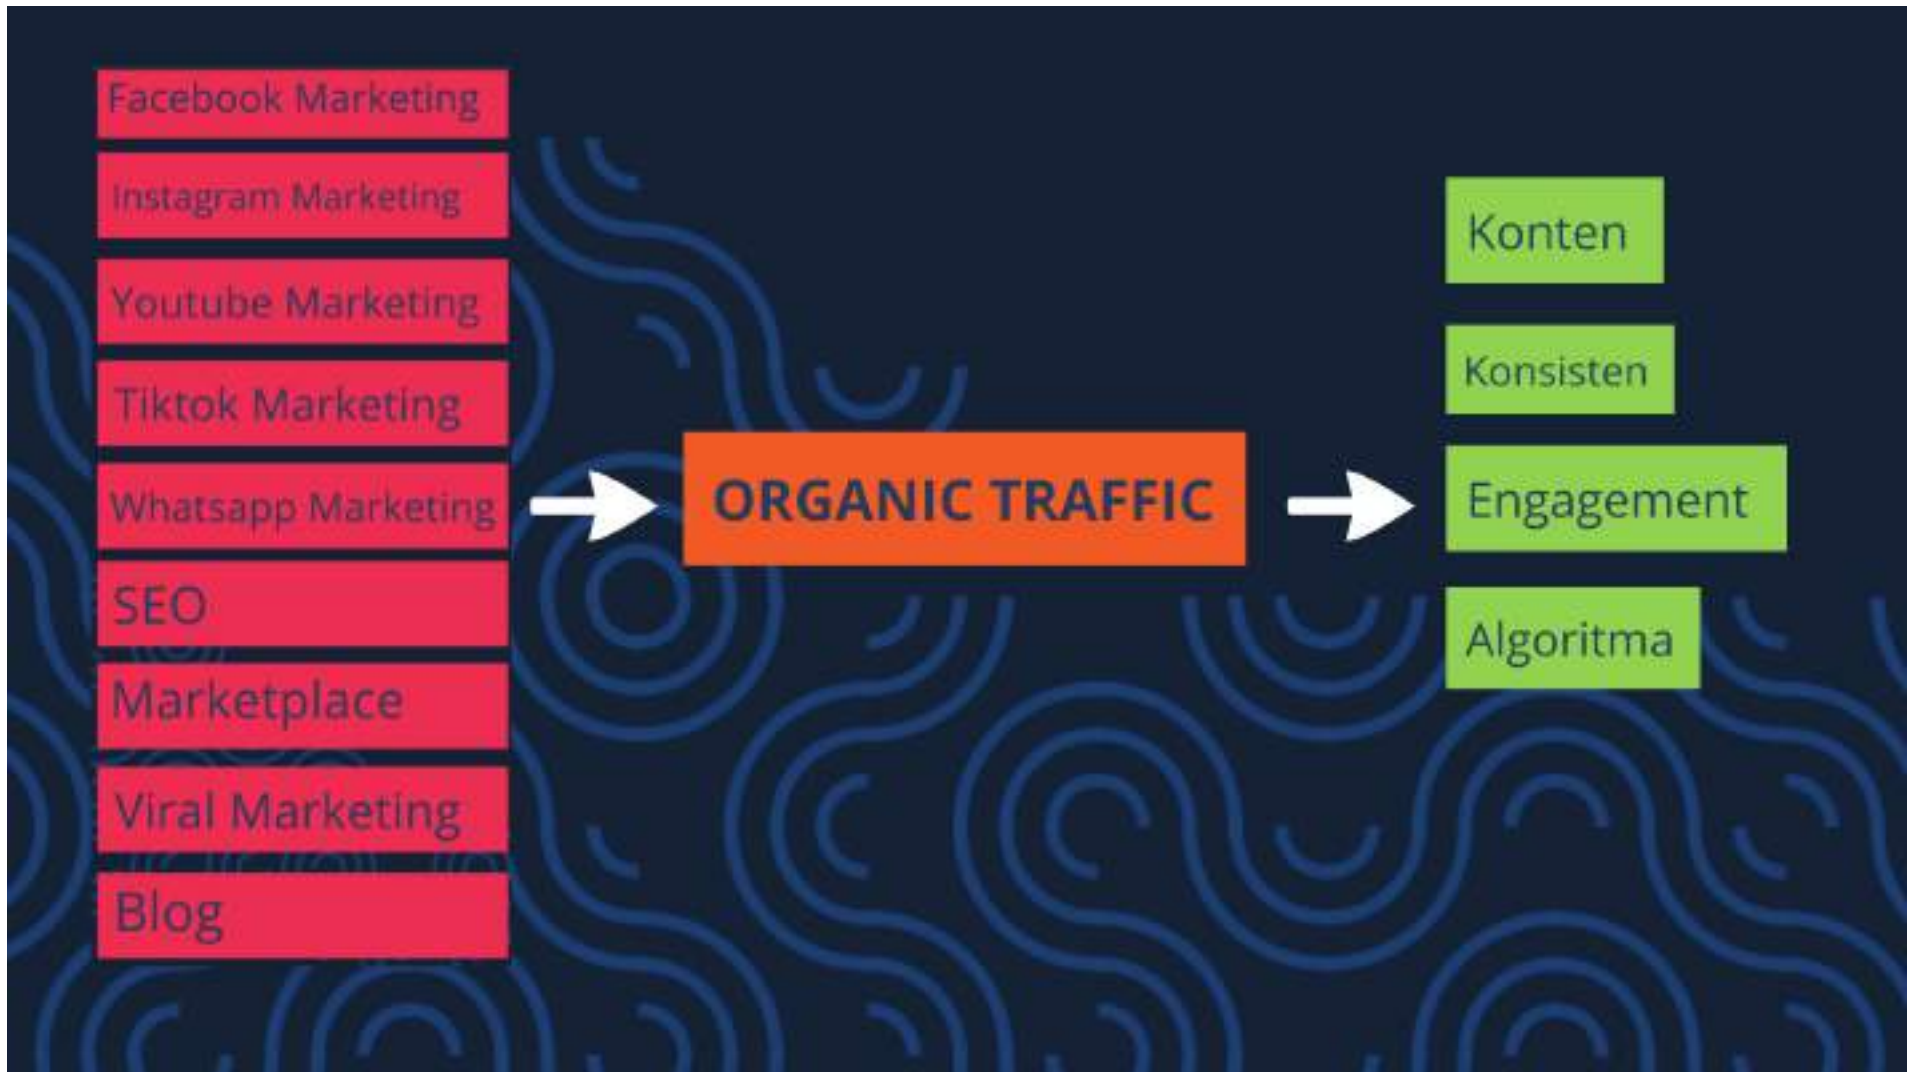 Facebook Marketing
Instagram Marketing
Youtube Marketing
Tiktok Marketing
Whatsapp Marketing
SEO
Marketplace
Viral Marketing
Blog
ORGANIC TRAFFIC
Konten
Konsisten
Engagement
Algoritma